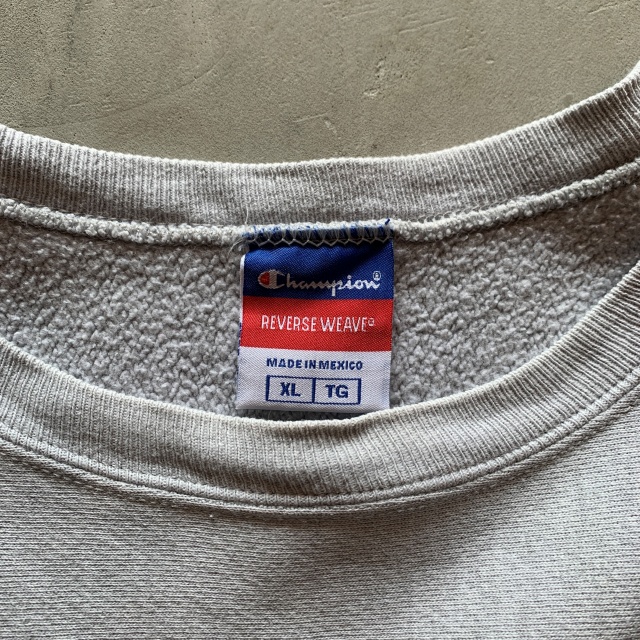 Champion®
REVERSE WEAVE®
MADE IN MEXICO
XL TG